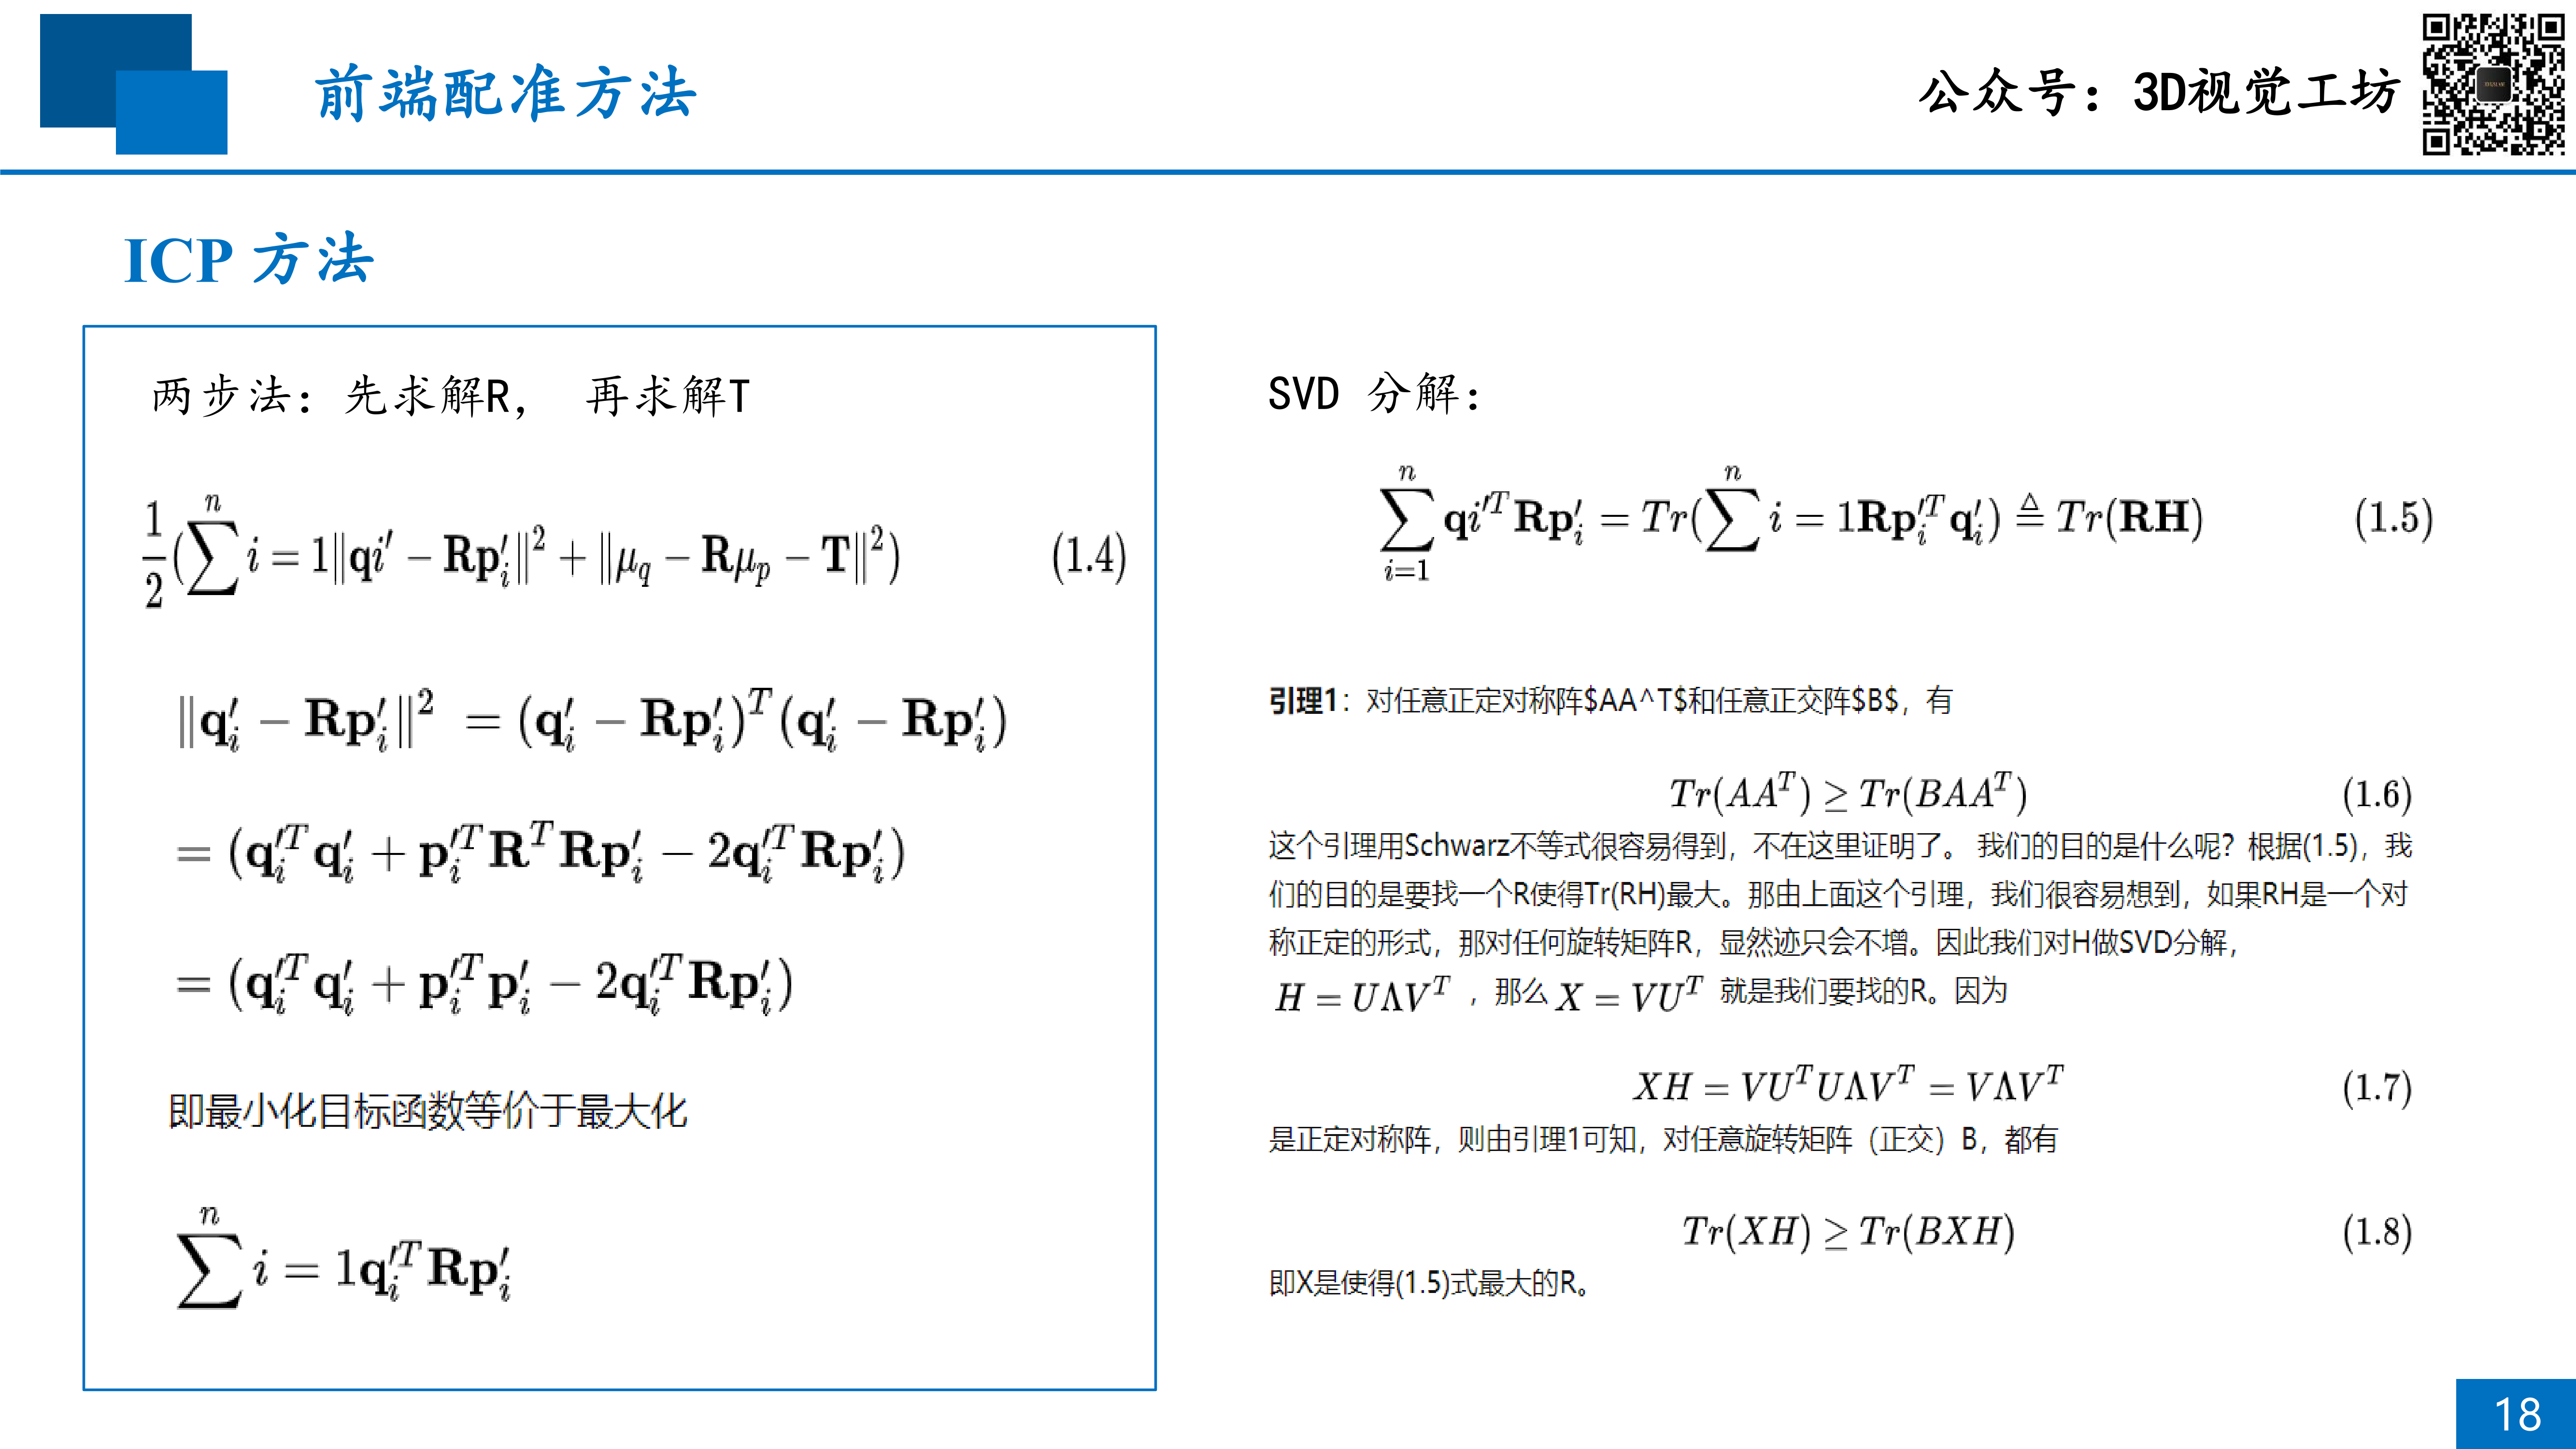 前端配准方法
公众号：3D视觉工坊
ICP 方法
两步法：先求解R， 再求解T
$\frac{1}{2}(\sum^{n} i = 1\|\mathbf{q}i' - \mathbf{R}\mathbf{p}_i'\|^2 + \|\mu_q - \mathbf{R}\mu_p - \mathbf{T}\|^2)$ (1.4)
$\|\mathbf{q}_i' - \mathbf{R}\mathbf{p}_i'\|^2 = (\mathbf{q}_i' - \mathbf{R}\mathbf{p}_i')^T(\mathbf{q}_i' - \mathbf{R}\mathbf{p}_i')$
$= (\mathbf{q}_i'^T\mathbf{q}_i' + \mathbf{p}_i'^T\mathbf{R}^T\mathbf{R}\mathbf{p}_i' - 2\mathbf{q}_i'^T\mathbf{R}\mathbf{p}_i')$
$= (\mathbf{q}_i'^T\mathbf{q}_i' + \mathbf{p}_i'^T\mathbf{p}_i' - 2\mathbf{q}_i'^T\mathbf{R}\mathbf{p}_i')$
即最小化目标函数等价于最大化
$\sum^{n} i = 1\mathbf{q}_i'^T\mathbf{R}\mathbf{p}_i'$
SVD 分解：
$\sum_{i=1}^{n} \mathbf{q}i'^T\mathbf{R}\mathbf{p}_i' = Tr(\sum^{n} i = 1\mathbf{R}\mathbf{p}_i'^T\mathbf{q}_i') \triangleq Tr(\mathbf{R}\mathbf{H})$ (1.5)
引理1：对任意正定对称阵$AA^T$和任意正交阵$B$，有
$Tr(AA^T) \geq Tr(BAA^T)$ (1.6)
这个引理用Schwarz不等式很容易得到，不在这里证明了。 我们的目的是什么呢？根据(1.5)，我
们的目的是要找一个R使得Tr(RH)最大。那由上面这个引理，我们很容易想到，如果RH是一个对
称正定的形式，那对任何旋转矩阵R，显然迹只会不增。因此我们对H做SVD分解，
$H = U\Lambda V^T$ ，那么 $X = VU^T$ 就是我们要找的R。因为
$XH = VU^TU\Lambda V^T = V\Lambda V^T$ (1.7)
是正定对称阵，则由引理1可知，对任意旋转矩阵（正交）B，都有
$Tr(XH) \geq Tr(BXH)$ (1.8)
即X是使得(1.5)式最大的R。
18